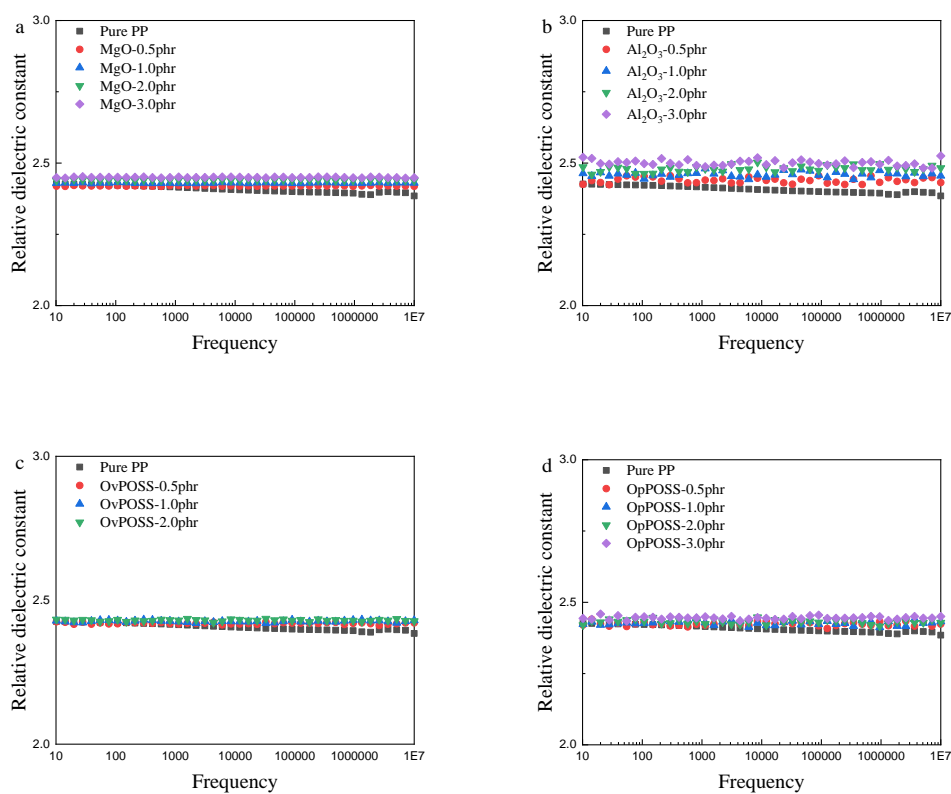 a
3.0
2.5
2.0
Relative dielectric constant
Pure PP
MgO-0.5phr
MgO-1.0phr
MgO-2.0phr
MgO-3.0phr
10 100 1000 10000 100000 1000000 1E7
Frequency
b
3.0
2.5
2.0
Relative dielectric constant
Pure PP
Al₂O₃-0.5phr
Al₂O₃-1.0phr
Al₂O₃-2.0phr
Al₂O₃-3.0phr
10 100 1000 10000 100000 1000000 1E7
Frequency
c
3.0
2.5
2.0
Relative dielectric constant
Pure PP
OvPOSS-0.5phr
OvPOSS-1.0phr
OvPOSS-2.0phr
10 100 1000 10000 100000 1000000 1E7
Frequency
d
3.0
2.5
2.0
Relative dielectric constant
Pure PP
OpPOSS-0.5phr
OpPOSS-1.0phr
OpPOSS-2.0phr
OpPOSS-3.0phr
10 100 1000 10000 100000 1000000 1E7
Frequency